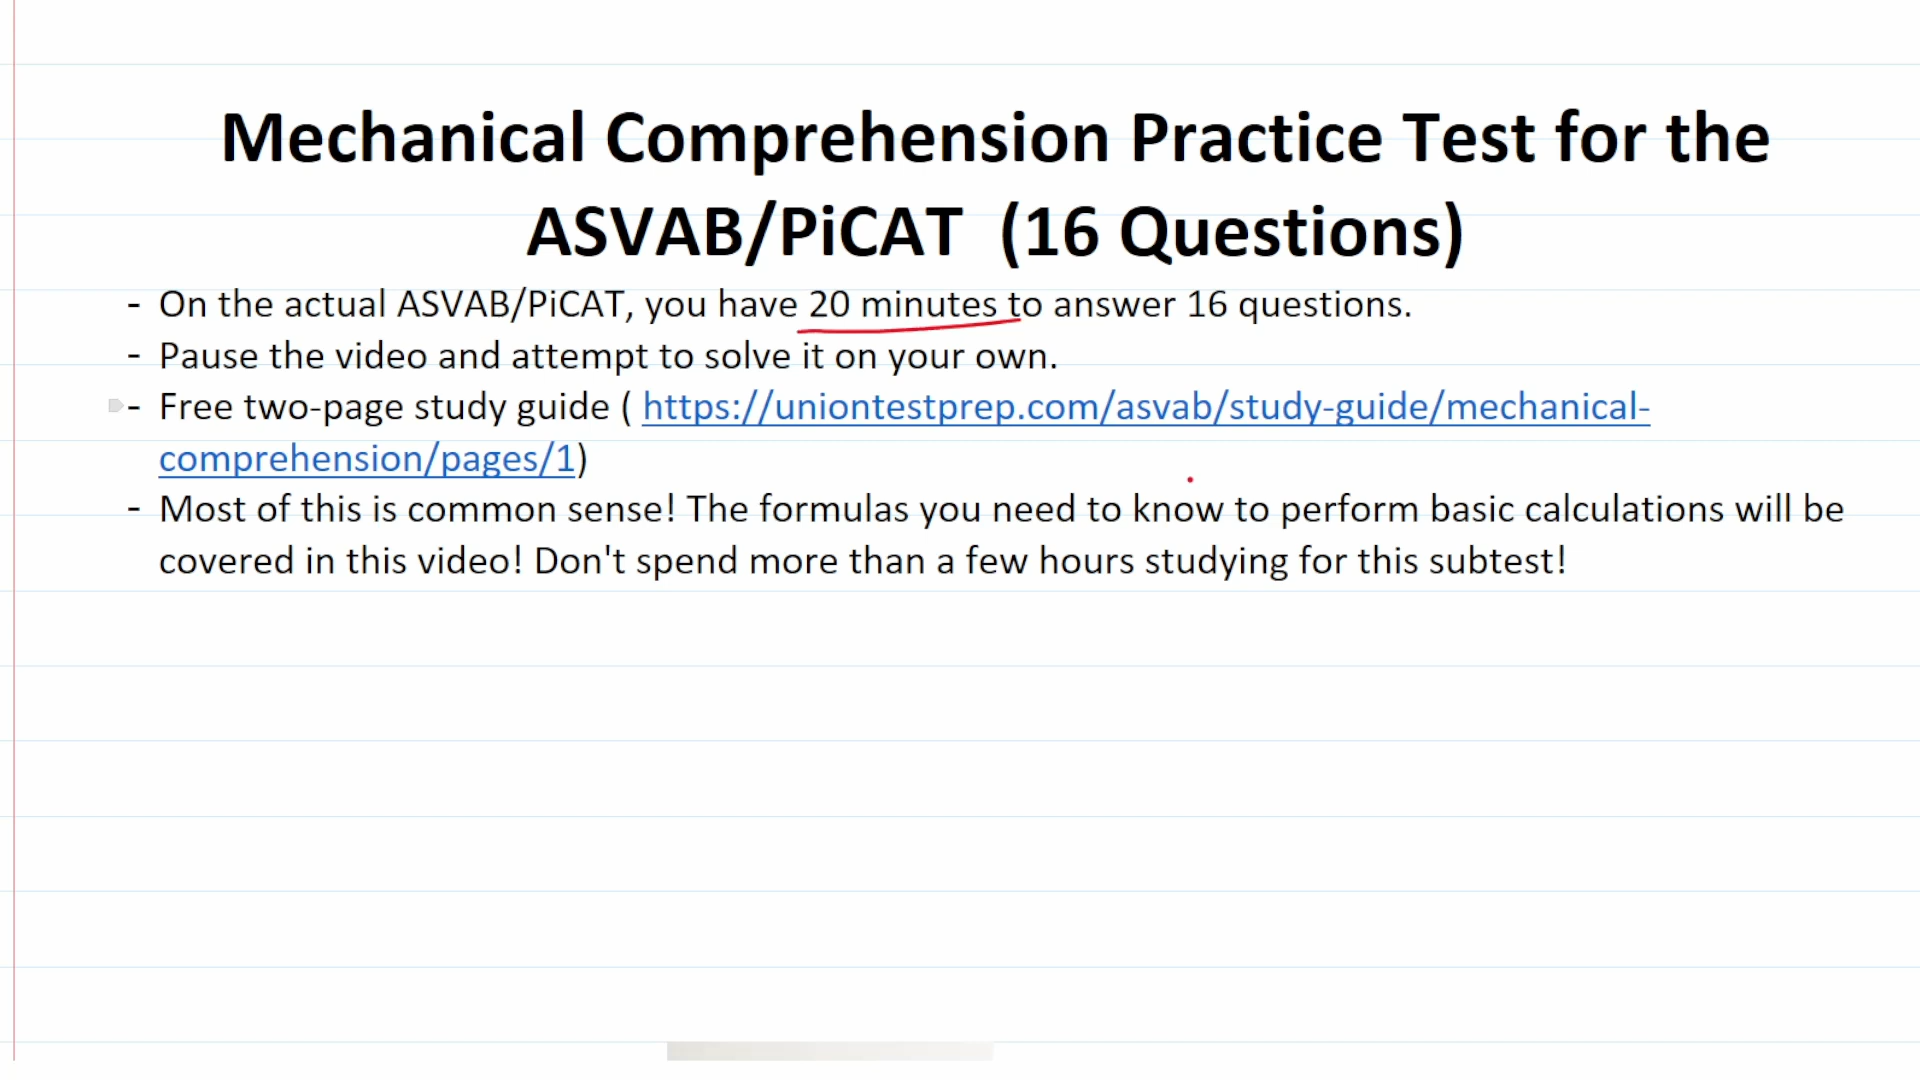 Mechanical Comprehension Practice Test for the
ASVAB/PiCAT (16 Questions)
- On the actual ASVAB/PiCAT, you have 20 minutes to answer 16 questions.
- Pause the video and attempt to solve it on your own.
- Free two-page study guide ( https://uniontestprep.com/asvab/study-guide/mechanical-
comprehension/pages/1)
- Most of this is common sense! The formulas you need to know to perform basic calculations will be
covered in this video! Don't spend more than a few hours studying for this subtest!